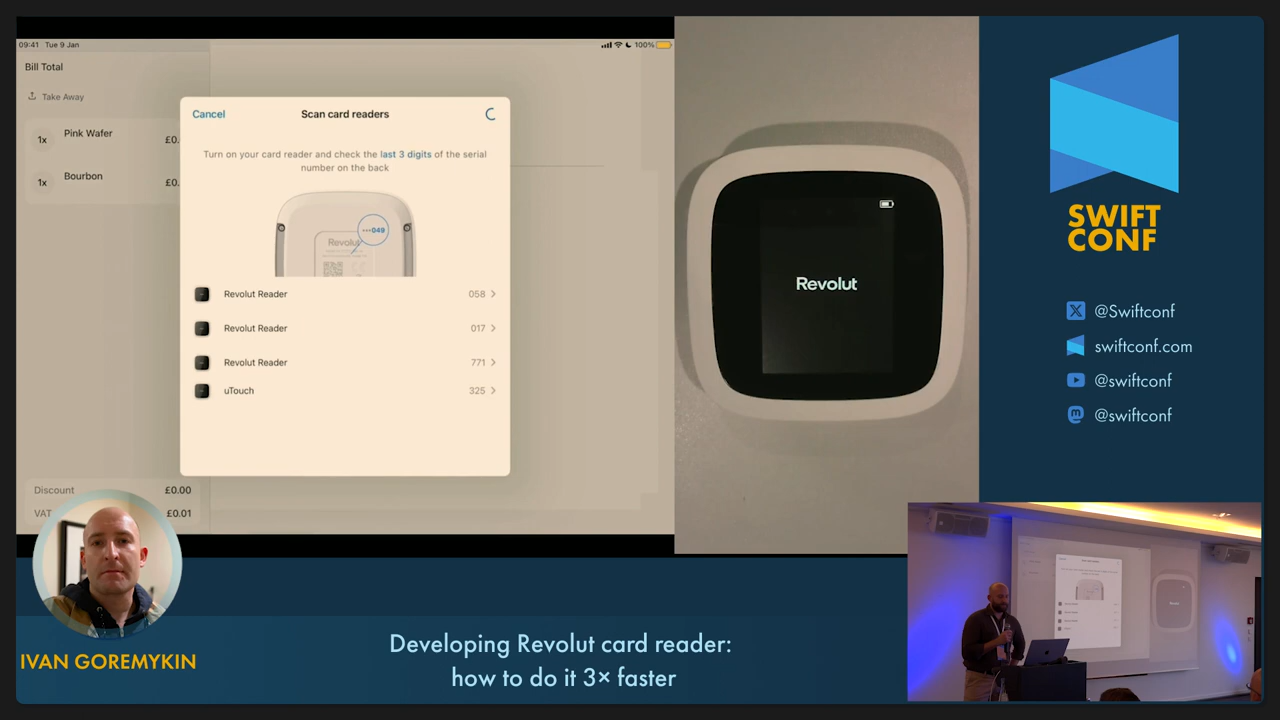 09:41 Tue 9 Jan
100%
Bill Total
Take Away
1x Pink Wafer £0.
1x Bourbon £0.
Discount £0.00
VAT £0.01
Cancel
Scan card readers
Turn on your card reader and check the last 3 digits of the serial
number on the back
•••049
Revolut
Revolut Reader 058
Revolut Reader 017
Revolut Reader 771
uTouch 325
Revolut
SWIFT
CONF
@Swiftconf
swiftconf.com
@swiftconf
@swiftconf
IVAN GOREMYKIN
Developing Revolut card reader:
how to do it 3× faster